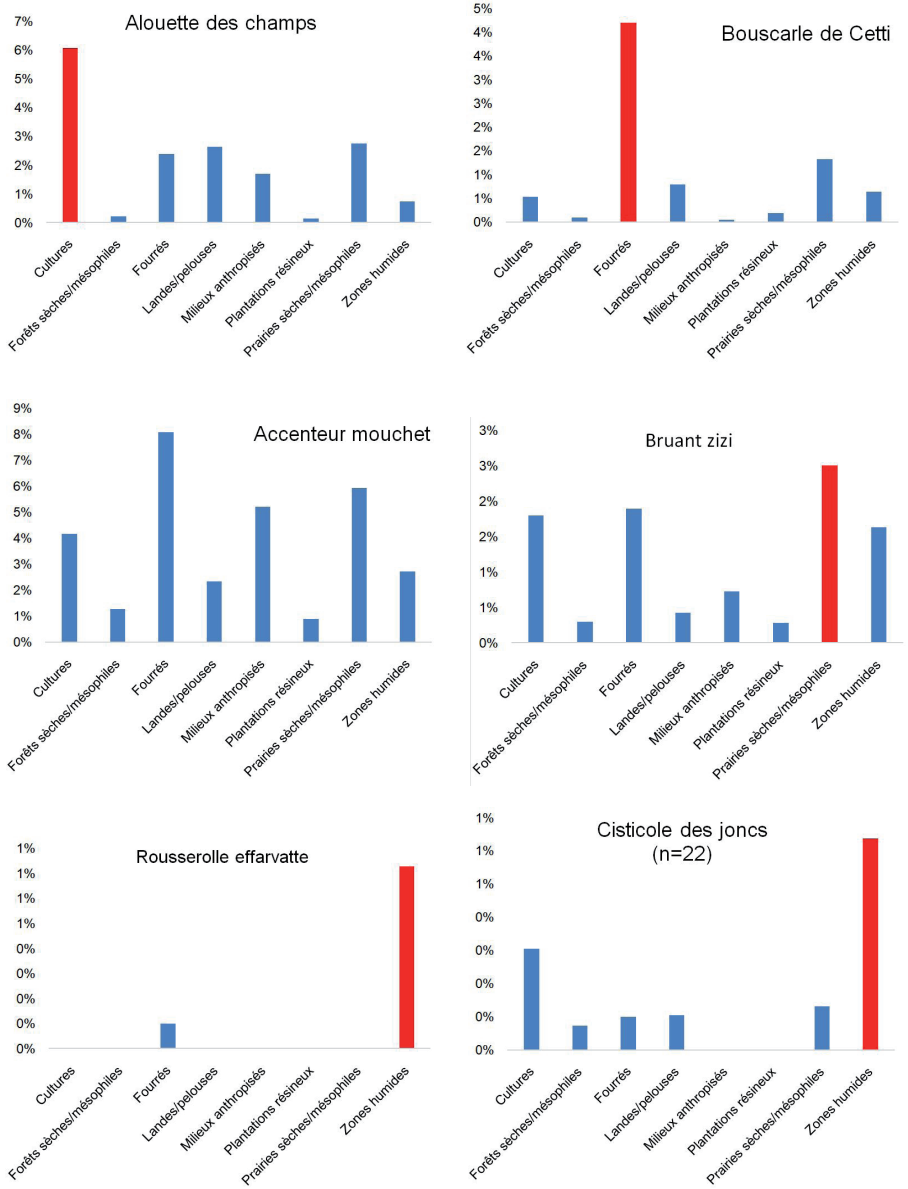 Alouette des champs
7%
6%
5%
4%
3%
2%
1%
0%
Cultures
Forêts sèches/mésophiles
Fourrés
Landes/pelouses
Milieux anthropisés
Plantations résineux
Prairies sèches/mésophiles
Zones humides
Bouscarle de Cetti
5%
4%
4%
3%
3%
2%
2%
1%
1%
0%
Cultures
Forêts sèches/mésophiles
Fourrés
Landes/pelouses
Milieux anthropisés
Plantations résineux
Prairies sèches/mésophiles
Zones humides
Accenteur mouchet
9%
8%
7%
6%
5%
4%
3%
2%
1%
0%
Cultures
Forêts sèches/mésophiles
Fourrés
Landes/pelouses
Milieux anthropisés
Plantations résineux
Prairies sèches/mésophiles
Zones humides
Bruant zizi
3%
3%
2%
2%
1%
1%
0%
Cultures
Forêts sèches/mésophiles
Fourrés
Landes/pelouses
Milieux anthropisés
Plantations résineux
Prairies sèches/mésophiles
Zones humides
Rousserolle effarvatte
1%
1%
1%
1%
0%
0%
0%
0%
0%
Cultures
Forêts sèches/mésophiles
Fourrés
Landes/pelouses
Milieux anthropisés
Plantations résineux
Prairies sèches/mésophiles
Zones humides
Cisticole des joncs
(n=22)
1%
1%
1%
0%
0%
0%
0%
0%
Cultures
Forêts sèches/mésophiles
Fourrés
Landes/pelouses
Milieux anthropisés
Plantations résineux
Prairies sèches/mésophiles
Zones humides